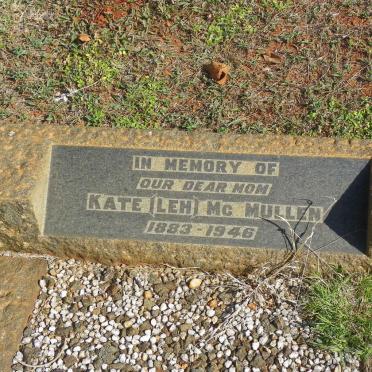 IN MEMORY OF
OUR DEAR MOM
KATE (LEH) MC MULLEN
1883-1946